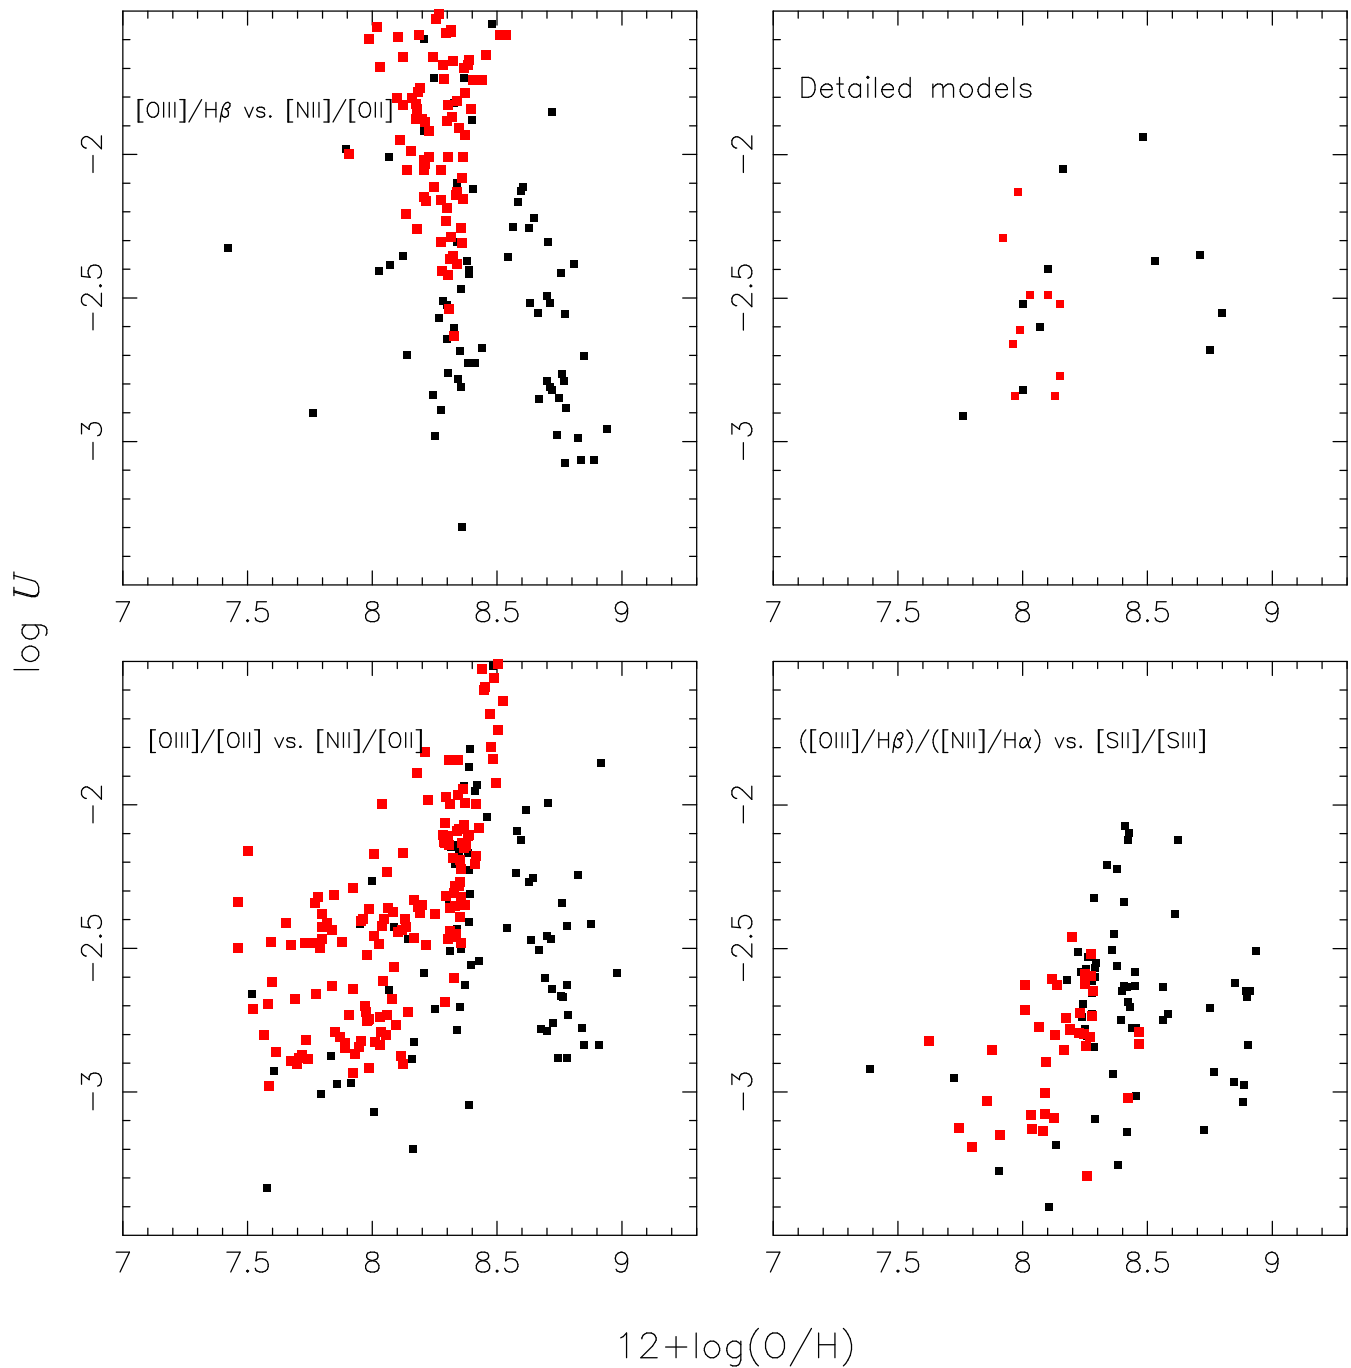 [OIII]/Hβ vs. [NII]/[OII]
−2
−2.5
−3
7 7.5 8 8.5 9
Detailed models
−2
−2.5
−3
7 7.5 8 8.5 9
log U
[OIII]/[OII] vs. [NII]/[OII]
−2
−2.5
−3
7 7.5 8 8.5 9
([OIII]/Hβ)/([NII]/Hα) vs. [SII]/[SIII]
−2
−2.5
−3
7 7.5 8 8.5 9
12+log(O/H)